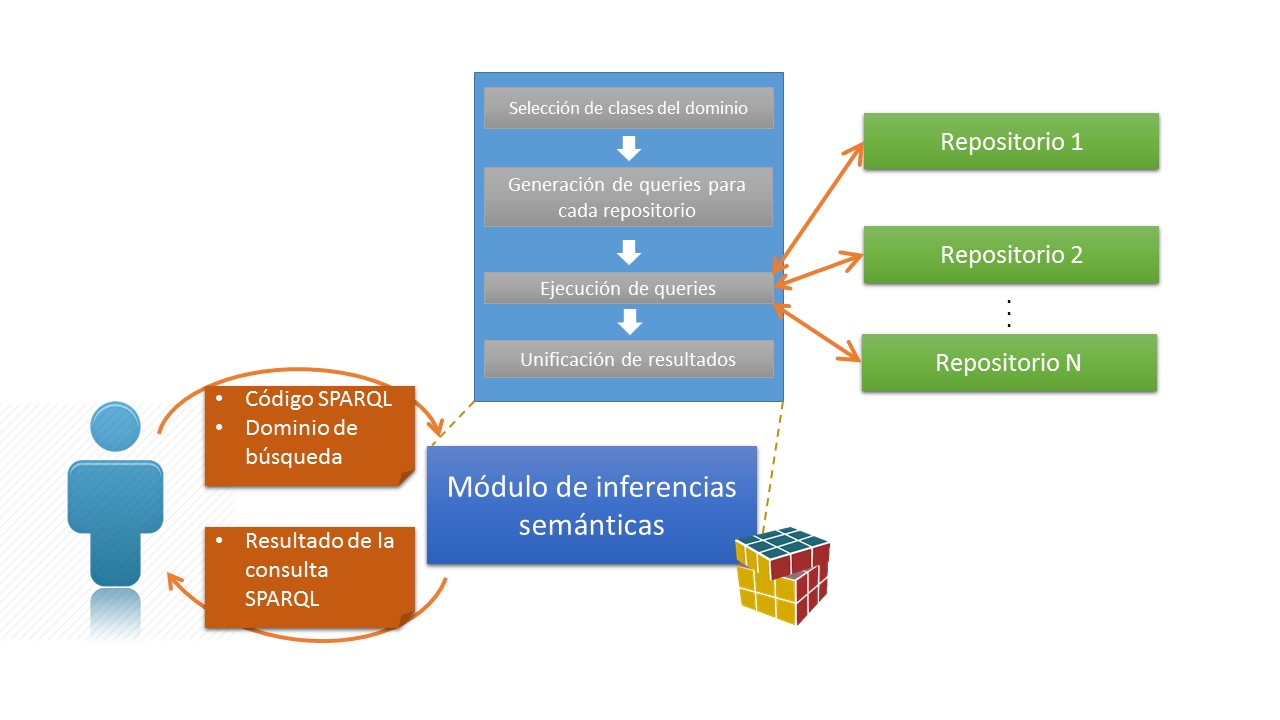 Selección de clases del dominio
Generación de queries para
cada repositorio
Ejecución de queries
Unificación de resultados
Repositorio 1
Repositorio 2
⋮
Repositorio N
• Código SPARQL
• Dominio de
búsqueda
Módulo de inferencias
semánticas
• Resultado de la
consulta
SPARQL